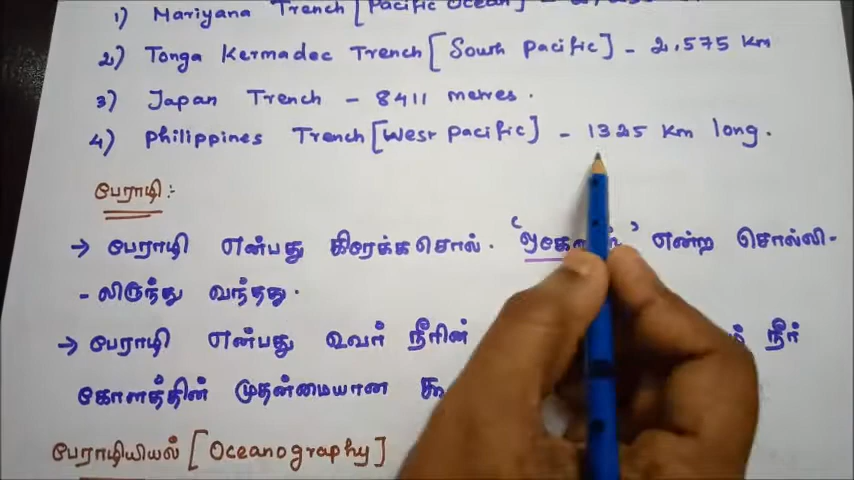 1) Mariyana Trench [Pacific Ocean] -
2) Tonga Kermadec Trench [South pacific] - 2,575 km
3) Japan Trench - 8411 metres.
4) Philippines Trench [West pacific] - 1325 km long.
பேராழி:-
→ பேராழி என்பது கிரேக்கசொல். என்ற சொல்லி-
- லிருந்து வந்தது.
→ பேராழி என்பது உவர் நீரின் நீர்
கோளத்தின் முதன்மையான
பேராழியியல் [Oceanography]